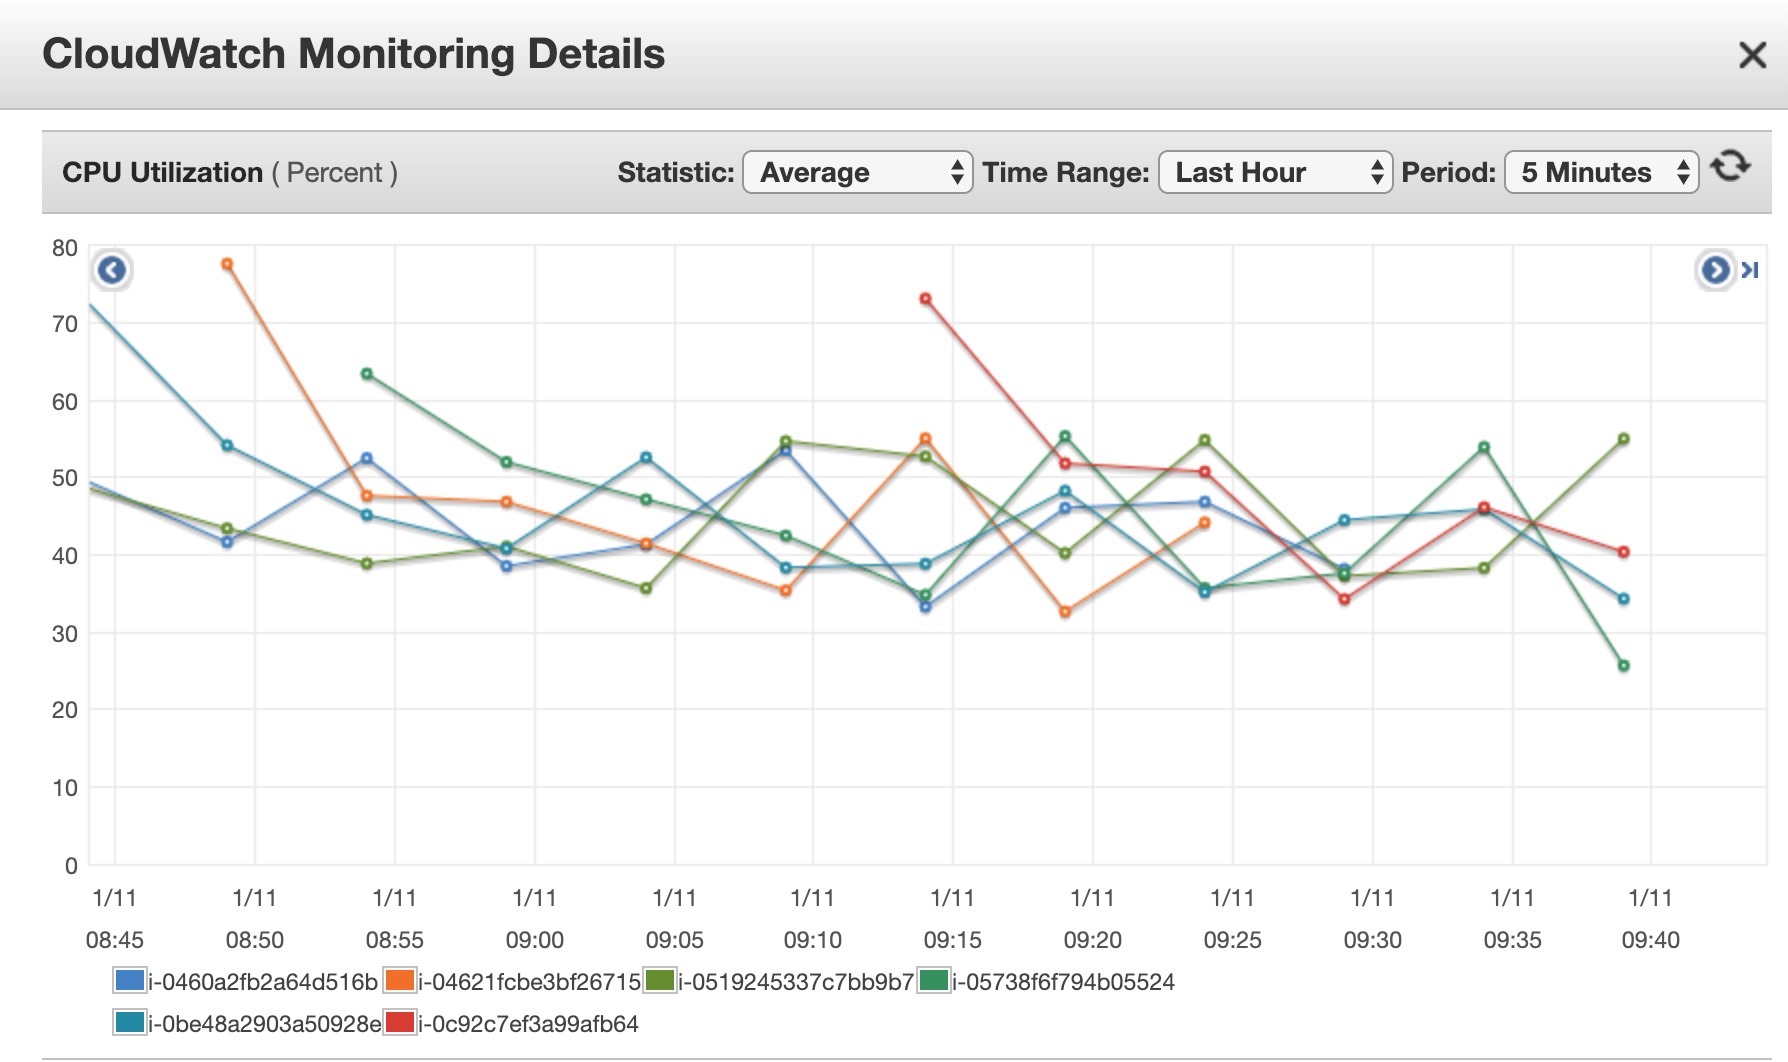 CloudWatch Monitoring Details
CPU Utilization ( Percent ) Statistic: Average Time Range: Last Hour Period: 5 Minutes
80
70
60
50
40
30
20
10
0
1/11 1/11 1/11 1/11 1/11 1/11 1/11 1/11 1/11 1/11 1/11 1/11
08:45 08:50 08:55 09:00 09:05 09:10 09:15 09:20 09:25 09:30 09:35 09:40
i-0460a2fb2a64d516b i-04621fcbe3bf26715 i-0519245337c7bb9b7 i-05738f6f794b05524
i-0be48a2903a50928e i-0c92c7ef3a99afb64